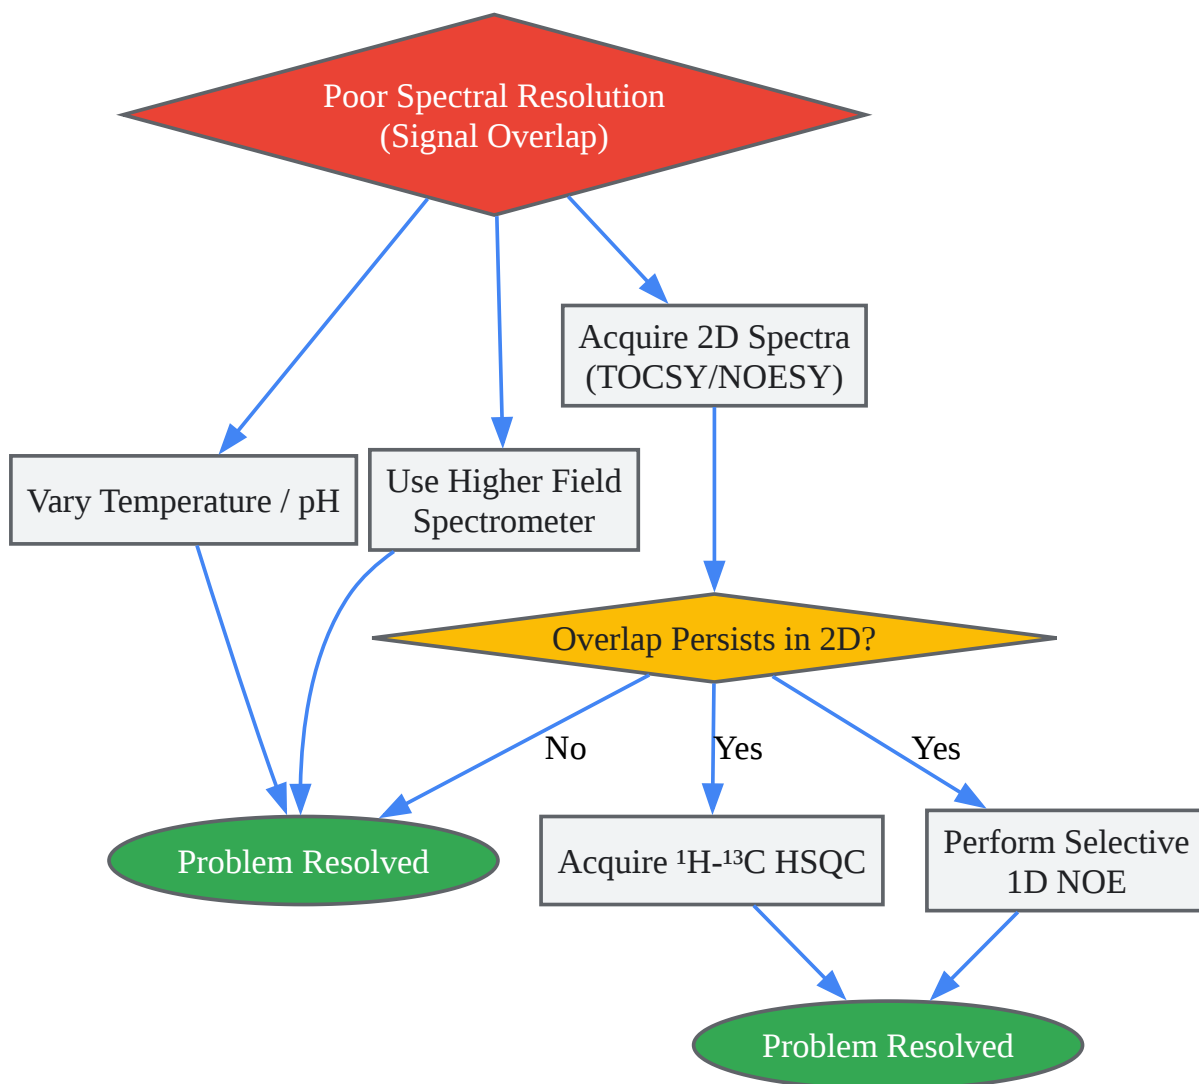 Poor Spectral Resolution
(Signal Overlap)
Acquire 2D Spectra
(TOCSY/NOESY)
Vary Temperature / pH
Use Higher Field
Spectrometer
Overlap Persists in 2D?
No
Yes
Yes
Problem Resolved
Acquire ¹H-¹³C HSQC
Perform Selective
1D NOE
Problem Resolved